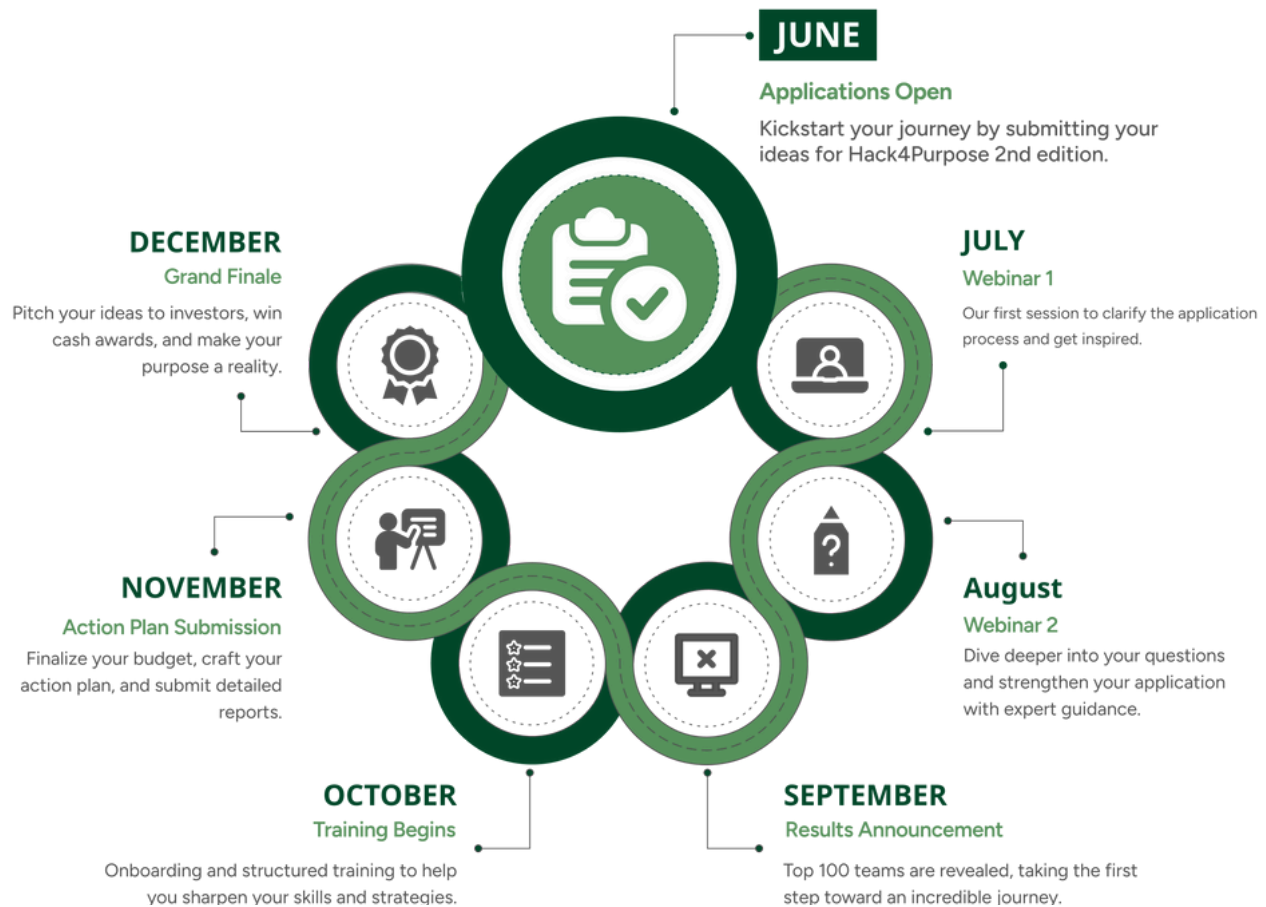 JUNE
Applications Open
Kickstart your journey by submitting your
ideas for Hack4Purpose 2nd edition.
JULY
Webinar 1
Our first session to clarify the application
process and get inspired.
August
Webinar 2
Dive deeper into your questions
and strengthen your application
with expert guidance.
SEPTEMBER
Results Announcement
Top 100 teams are revealed, taking the first
step toward an incredible journey.
OCTOBER
Training Begins
Onboarding and structured training to help
you sharpen your skills and strategies.
NOVEMBER
Action Plan Submission
Finalize your budget, craft your
action plan, and submit detailed
reports.
DECEMBER
Grand Finale
Pitch your ideas to investors, win
cash awards, and make your
purpose a reality.
?